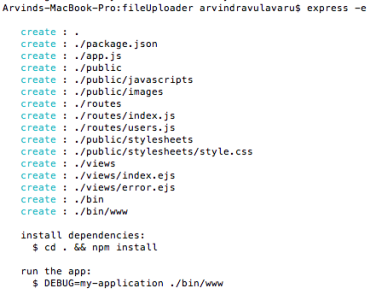 Arvinds-MacBook-Pro:fileUploader arvindravulavaru$ express -e
create : .
create : ./package.json
create : ./app.js
create : ./public
create : ./public/javascripts
create : ./public/images
create : ./routes
create : ./routes/index.js
create : ./routes/users.js
create : ./public/stylesheets
create : ./public/stylesheets/style.css
create : ./views
create : ./views/index.ejs
create : ./views/error.ejs
create : ./bin
create : ./bin/www
install dependencies:
$ cd . && npm install
run the app:
$ DEBUG=my-application ./bin/www